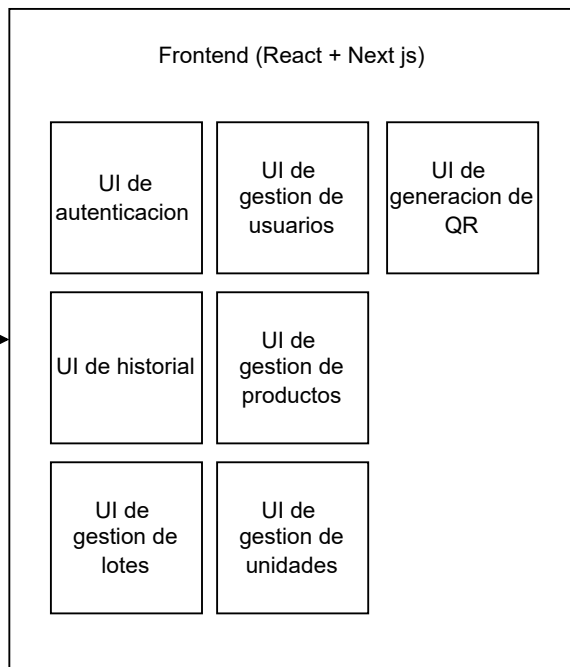 Frontend (React + Next js)
UI de
autenticacion
UI de
gestion de
usuarios
UI de
generacion de
QR
UI de historial
UI de
gestion de
productos
UI de
gestion de
lotes
UI de
gestion de
unidades